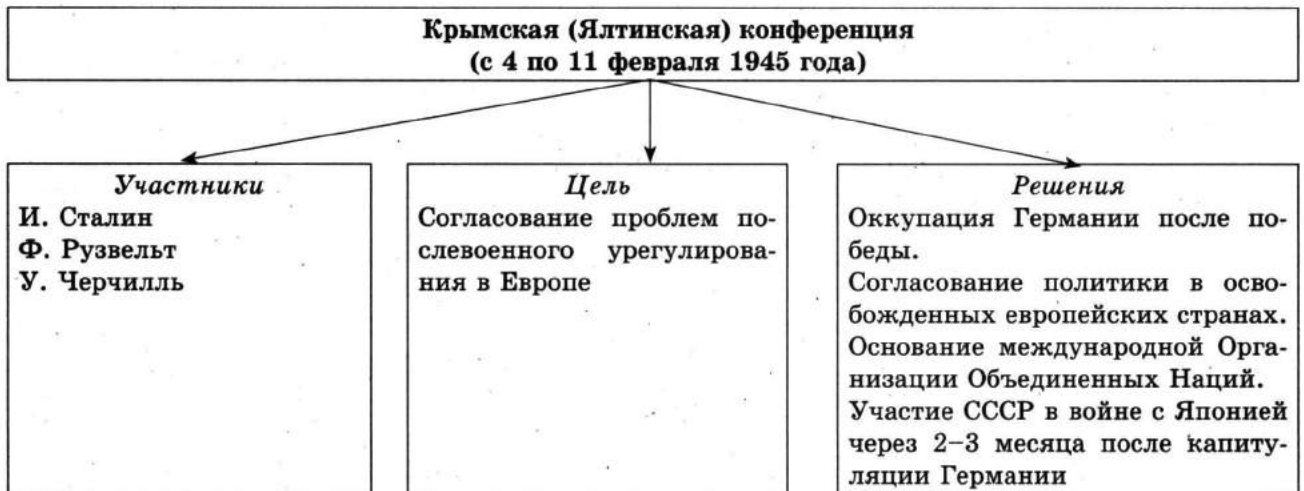 Крымская (Ялтинская) конференция
(с 4 по 11 февраля 1945 года)
Участники
И. Сталин
Ф. Рузвельт
У. Черчилль
Цель
Согласование проблем по-
слевоенного урегулирова-
ния в Европе
Решения
Оккупация Германии после по-
беды.
Согласование политики в осво-
божденных европейских странах.
Основание международной Орга-
низации Объединенных Наций.
Участие СССР в войне с Японией
через 2–3 месяца после капиту-
ляции Германии